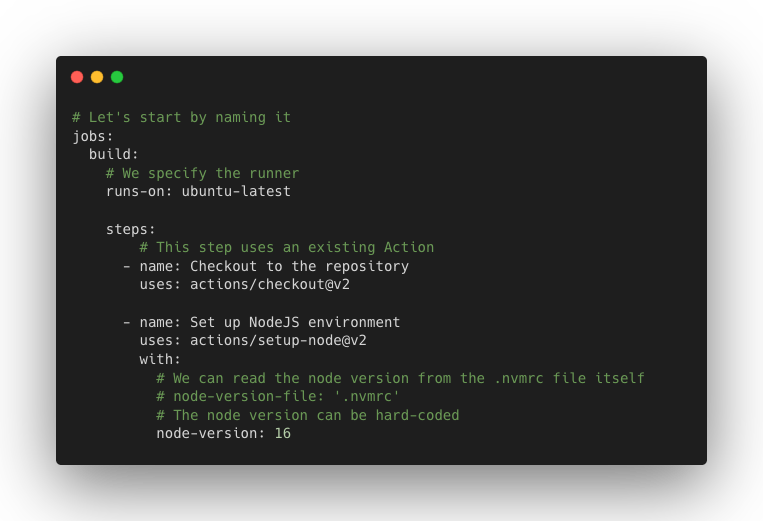 # Let's start by naming it
jobs:
  build:
    # We specify the runner
    runs-on: ubuntu-latest

    steps:
        # This step uses an existing Action
      - name: Checkout to the repository
        uses: actions/checkout@v2

      - name: Set up NodeJS environment
        uses: actions/setup-node@v2
        with:
          # We can read the node version from the .nvmrc file itself
          # node-version-file: '.nvmrc'
          # The node version can be hard-coded
          node-version: 16